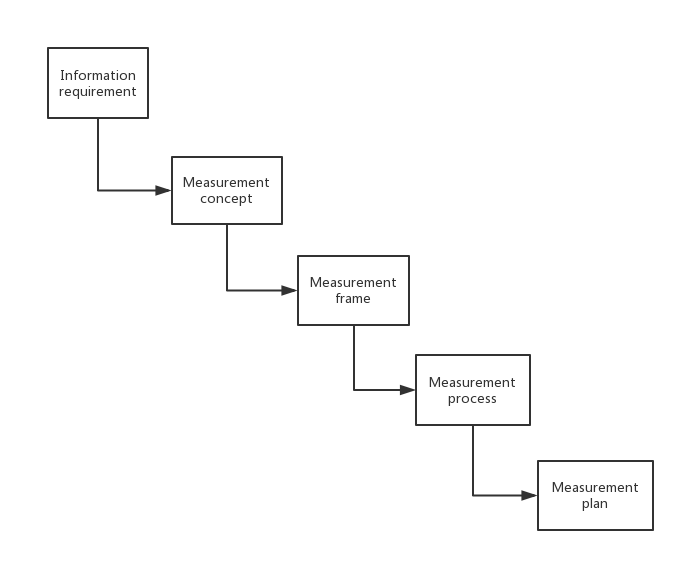 Information
requirement
Measurement
concept
Measurement
frame
Measurement
process
Measurement
plan